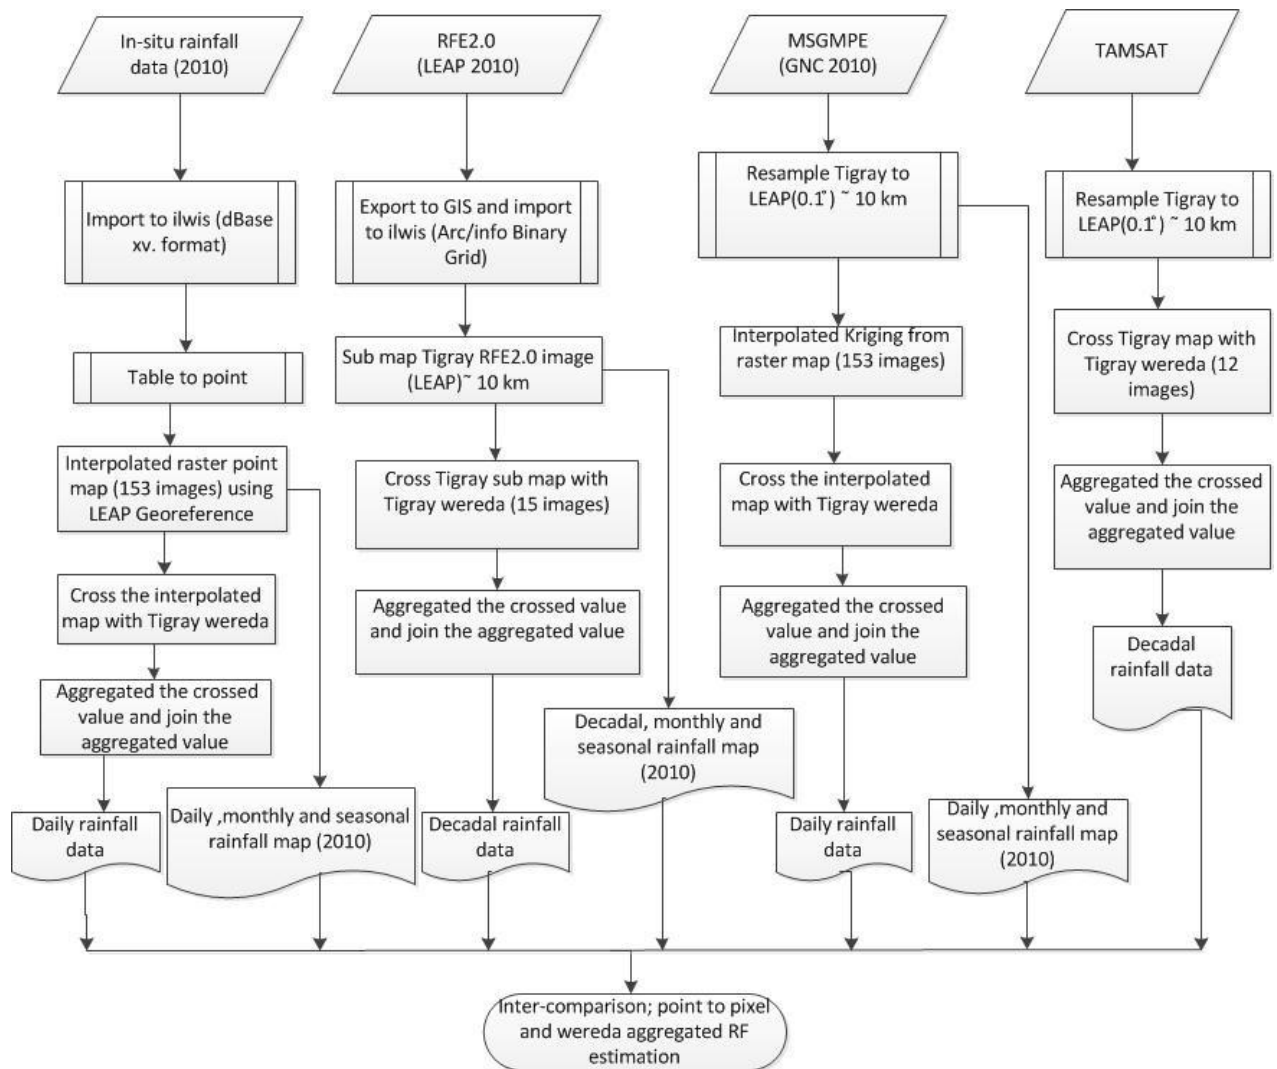 In-situ rainfall
data (2010)
RFE2.0
(LEAP 2010)
MSGMPE
(GNC 2010)
TAMSAT
Import to ilwis (dBase
xv. format)
Export to GIS and import
to ilwis (Arc/info Binary
Grid)
Resample Tigray to
LEAP(0.1°) ~ 10 km
Resample Tigray to
LEAP(0.1°) ~ 10 km
Table to point
Sub map Tigray RFE2.0 image
(LEAP)~ 10 km
Interpolated Kriging from
raster map (153 images)
Cross Tigray map with
Tigray wereda (12
images)
Interpolated raster point
map (153 images) using
LEAP Georeference
Cross Tigray sub map with
Tigray wereda (15 images)
Cross the interpolated
map with Tigray wereda
Aggregated the crossed
value and join the
aggregated value
Cross the interpolated
map with Tigray wereda
Aggregated the crossed value
and join the aggregated value
Aggregated the crossed
value and join the
aggregated value
Decadal
rainfall data
Aggregated the crossed
value and join the
aggregated value
Decadal, monthly and
seasonal rainfall map
(2010)
Daily rainfall
data
Daily ,monthly and seasonal
rainfall map (2010)
Decadal rainfall
data
Daily rainfall
data
Daily ,monthly and
seasonal rainfall map
(2010)
Inter-comparison; point to pixel
and wereda aggregated RF
estimation